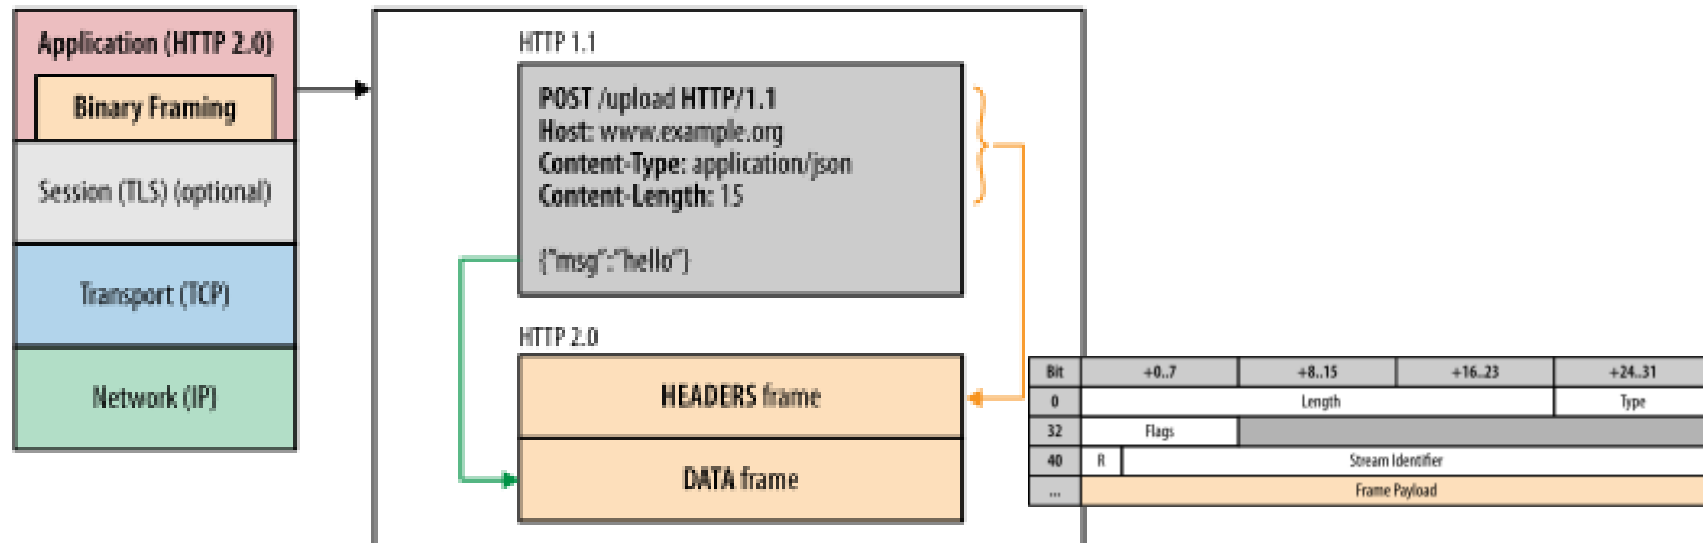 Application (HTTP 2.0)
Binary Framing
Session (TLS) (optional)
Transport (TCP)
Network (IP)
HTTP 1.1
POST /upload HTTP/1.1
Host: www.example.org
Content-Type: application/json
Content-Length: 15
{"msg":"hello"}
HTTP 2.0
HEADERS frame
DATA frame
Bit +0..7 +8..15 +16..23 +24..31
0 Length Type
32 Flags
40 R Stream Identifier
... Frame Payload